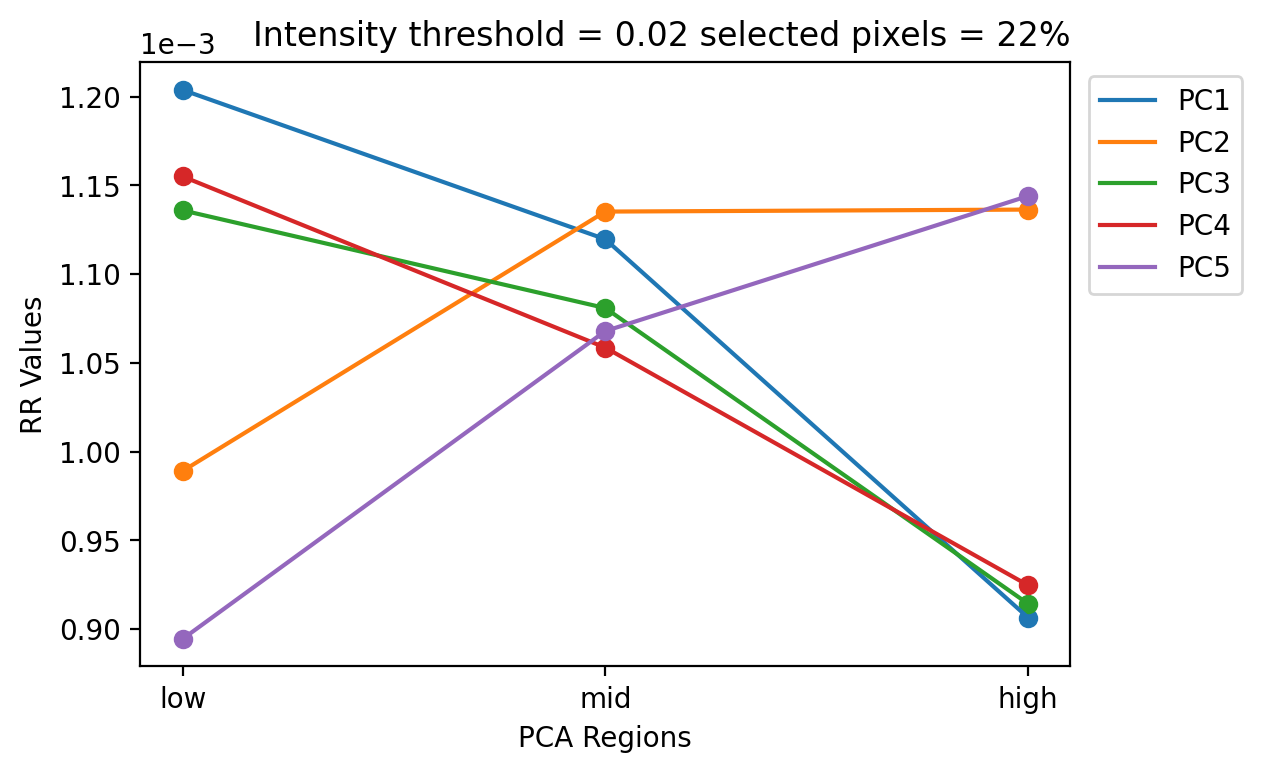 Intensity threshold = 0.02 selected pixels = 22%
1e−3
1.20
1.15
1.10
1.05
1.00
0.95
0.90
RR Values
low mid high
PCA Regions
PC1
PC2
PC3
PC4
PC5